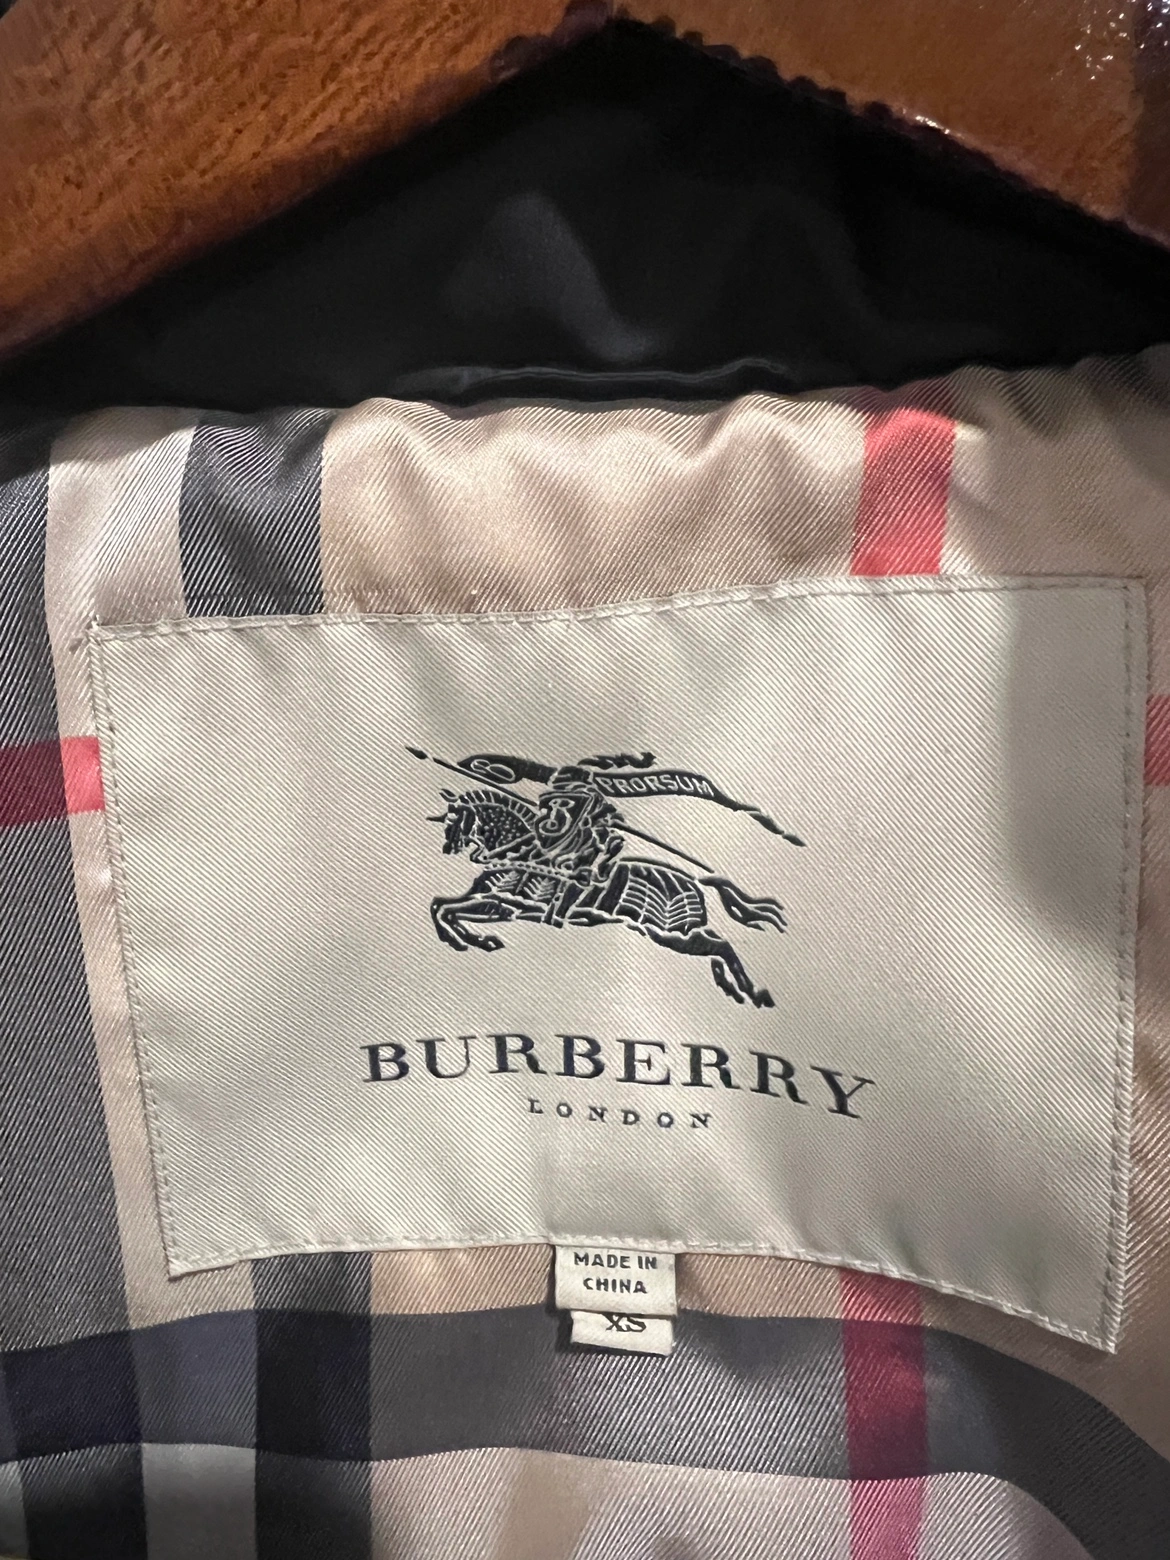 PRORSUM
B
BURBERRY
LONDON
MADE IN
CHINA
XS